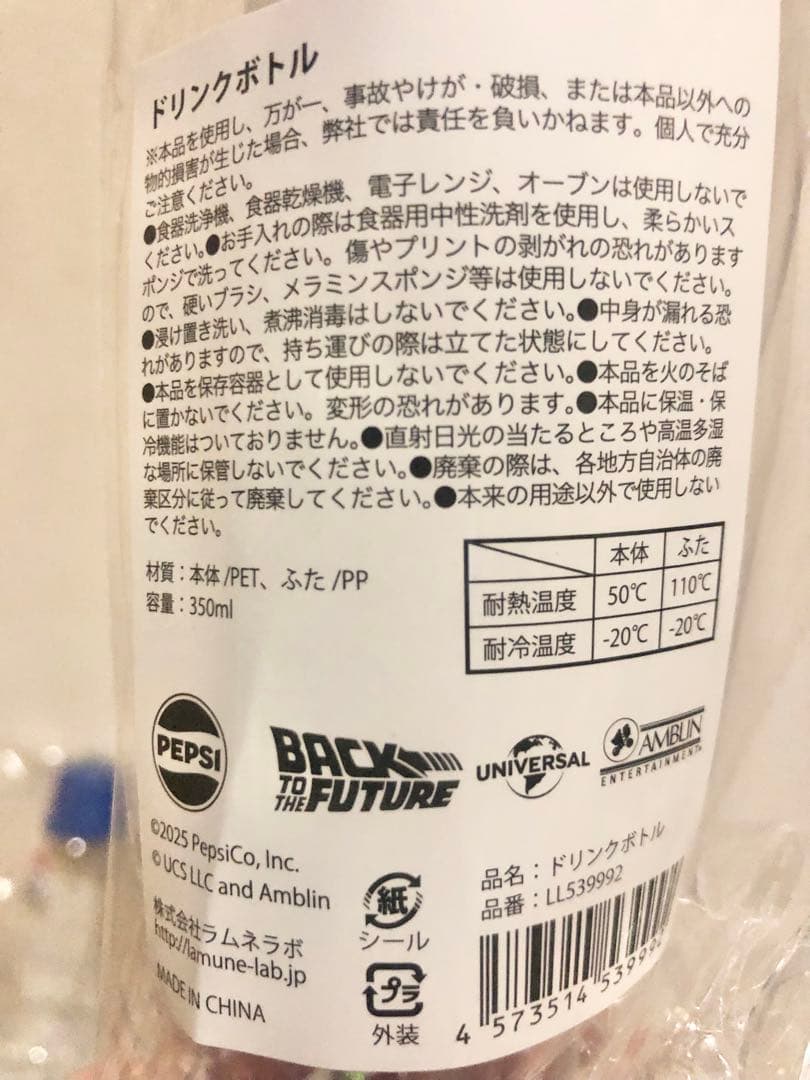 ドリンクボトル
※本品を使用し、万が一、事故やけが・破損、または本品以外への
物的損害が生じた場合、弊社では責任を負いかねます。個人で充分
ご注意ください。
●食器洗浄機、食器乾燥機、電子レンジ、オーブンは使用しないで
ください。●お手入れの際は食器用中性洗剤を使用し、柔らかいス
ポンジで洗ってください。傷やプリントの剥がれの恐れがあります
ので、硬いブラシ、メラミンスポンジ等は使用しないでください。
●浸け置き洗い、煮沸消毒はしないでください。●中身が漏れる恐
れがありますので、持ち運びの際は立てた状態にしてください。
●本品を保存容器として使用しないでください。●本品を火のそば
に置かないでください。変形の恐れがあります。●本品に保温・保
冷機能はついておりません。●直射日光の当たるところや高温多湿
な場所に保管しないでください。●廃棄の際は、各地方自治体の廃
棄区分に従って廃棄してください。●本来の用途以外で使用しない
でください。
材質：本体/PET、ふた/PP
容量：350ml
本体 ふた
耐熱温度 50℃ 110℃
耐冷温度 -20℃ -20℃
PEPSI
BACK
TO THE FUTURE
UNIVERSAL
AMBLIN
ENTERTAINMENT
©2025 PepsiCo, Inc.
© UCS LLC and Amblin
株式会社ラムネラボ
http://lamune-lab.jp
MADE IN CHINA
紙
シール
プラ
外装
品名：ドリンクボトル
品番：LL539992
4 573514 539992